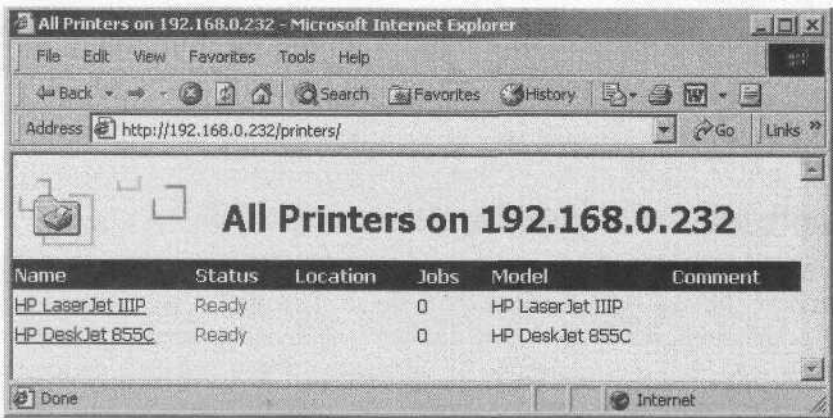 All Printers on 192.168.0.232 - Microsoft Internet Explorer
File Edit View Favorites Tools Help
Back Search Favorites History
Address http://192.168.0.232/printers/ Go Links »
All Printers on 192.168.0.232
Name Status Location Jobs Model Comment
HP LaserJet IIIP Ready 0 HP LaserJet IIIP
HP DeskJet 855C Ready 0 HP DeskJet 855C
Done Internet